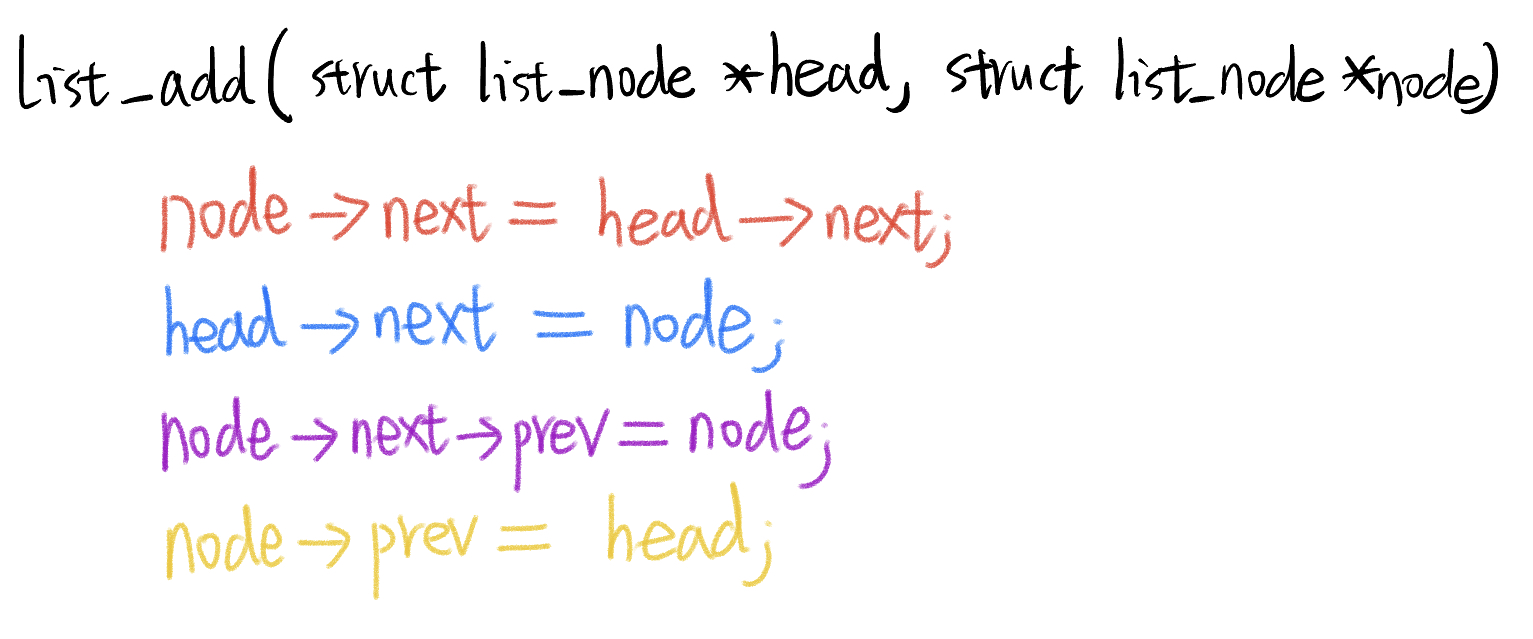 list_add( struct list_node *head, struct list_node *node)
node->next = head->next;
head->next = node;
node->next->prev = node;
node->prev = head;